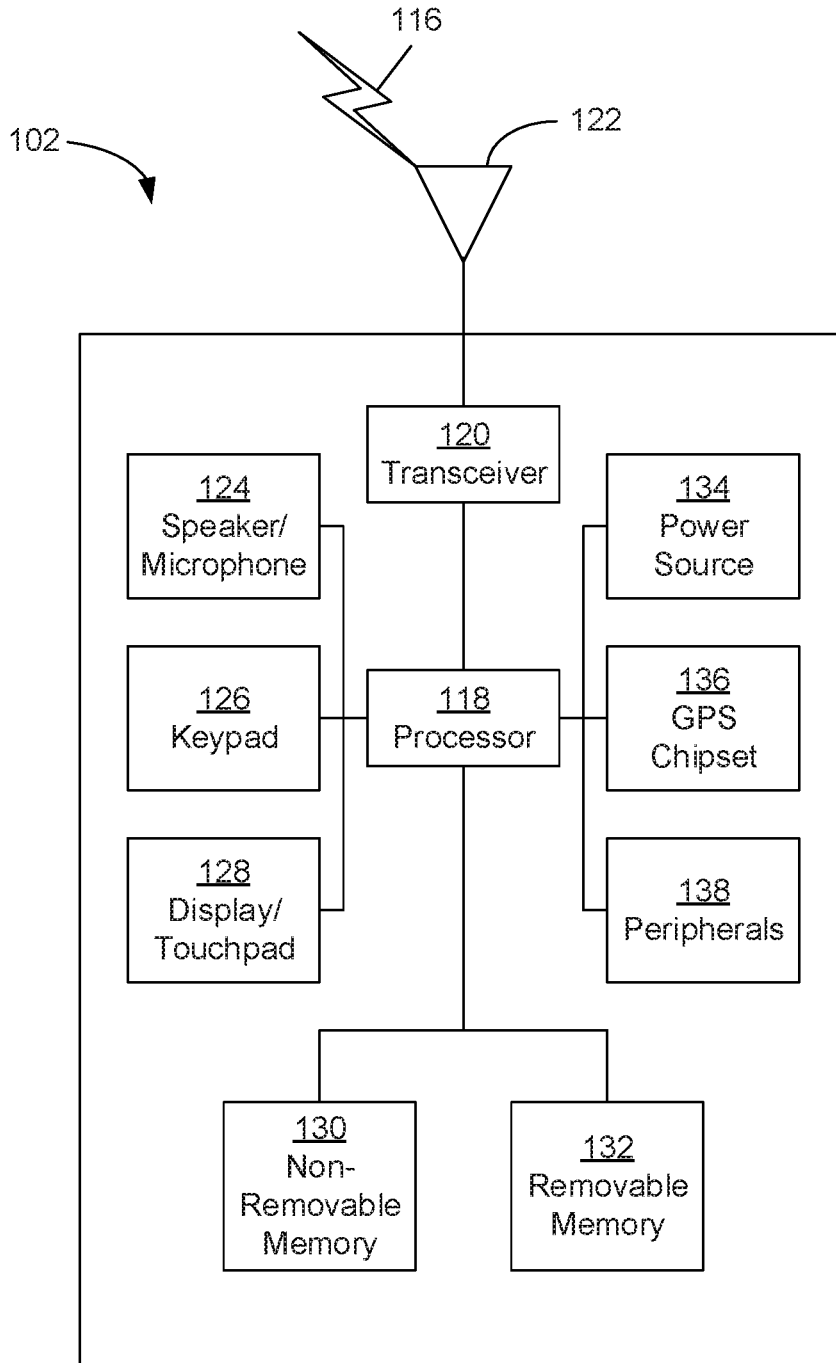 116
122
102
120
Transceiver
124
Speaker/
Microphone
134
Power
Source
126
Keypad
118
Processor
136
GPS
Chipset
128
Display/
Touchpad
138
Peripherals
130
Non-
Removable
Memory
132
Removable
Memory